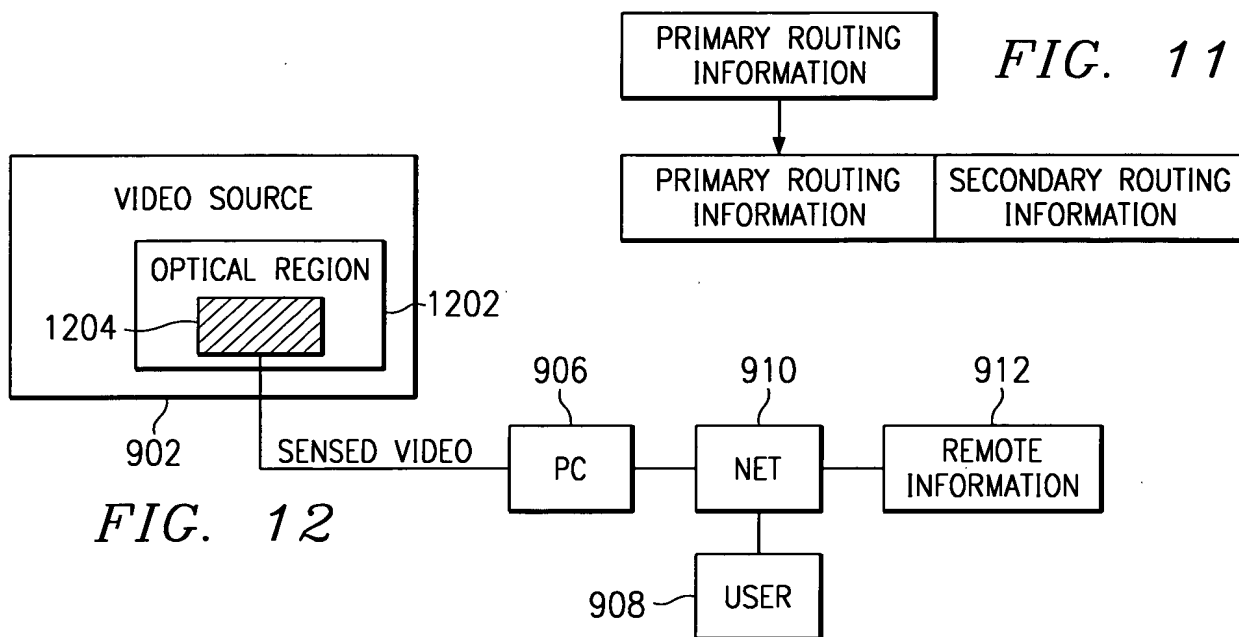 PRIMARY ROUTING
INFORMATION
FIG. 11
PRIMARY ROUTING
INFORMATION
SECONDARY ROUTING
INFORMATION
VIDEO SOURCE
OPTICAL REGION
1204
1202
902
SENSED VIDEO
906
PC
910
NET
912
REMOTE
INFORMATION
908
USER
FIG. 12